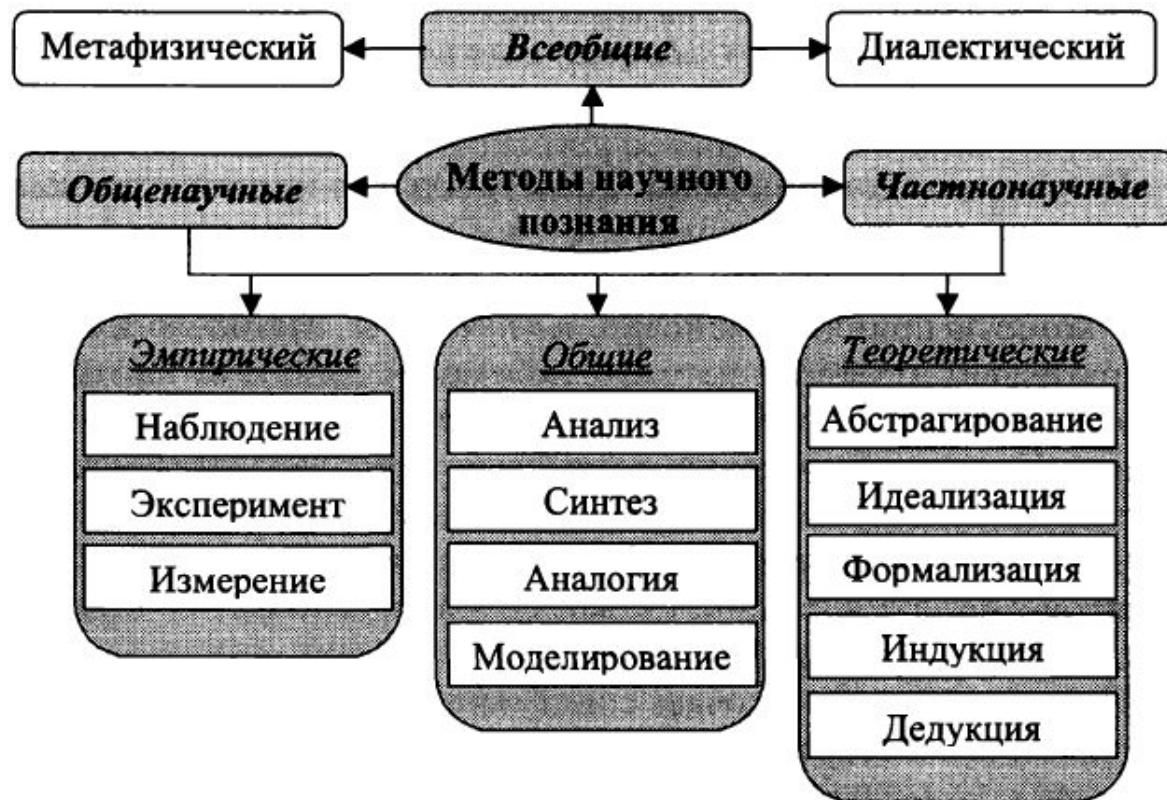 Метафизический
Всеобщие
Диалектический
Методы научного
познания
Общенаучные
Частнонаучные
Эмпирические
Наблюдение
Эксперимент
Измерение
Общие
Анализ
Синтез
Аналогия
Моделирование
Теоретические
Абстрагирование
Идеализация
Формализация
Индукция
Дедукция